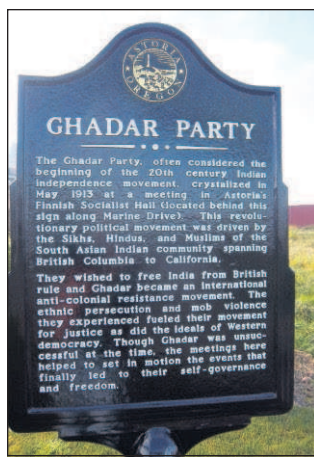 ASTORIA
OREGON
GHADAR PARTY
The Ghadar Party, often considered the
beginning of the 20th century Indian
independence movement, crystalized in
May 1913 at a meeting in Astoria's
Finnish Socialist Hall (located behind this
sign along Marine Drive). This revolu-
tionary political movement was driven by
the Sikhs, Hindus, and Muslims of the
South Asian Indian community spanning
British Columbia to California.
They wished to free India from British
rule and Ghadar became an international
anti-colonial resistance movement. The
ethnic persecution and mob violence
they experienced fueled their movement
for justice as did the ideals of Western
democracy. Though Ghadar was unsuc-
cessful at the time, the meetings here
helped to set in motion the events that
finally led to their self-governance
and freedom.